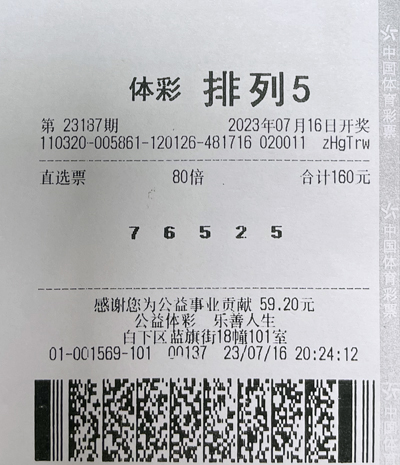 体彩 排列5
第 23187期 2023年07月16日开奖
110320-005861-120126-481716 020011 zHgTrw
直选票 80倍 合计160元
7 6 5 2 5
感谢您为公益事业贡献 59.20元
公益体彩 乐善人生
白下区蓝旗街18幢101室
01-001569-101 00137 23/07/16 20:24:12
中国体育彩票
中国体育彩票
中国体